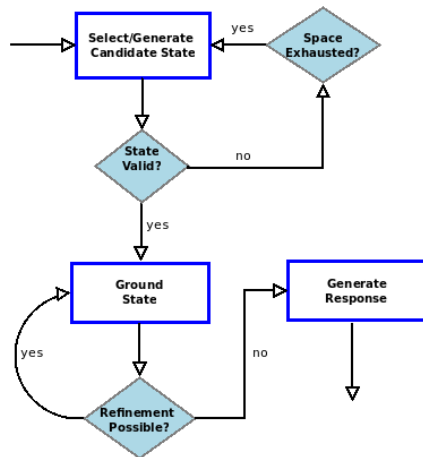 Select/Generate
Candidate State
yes
Space
Exhausted?
State
Valid?
no
yes
Ground
State
Generate
Response
yes
no
Refinement
Possible?